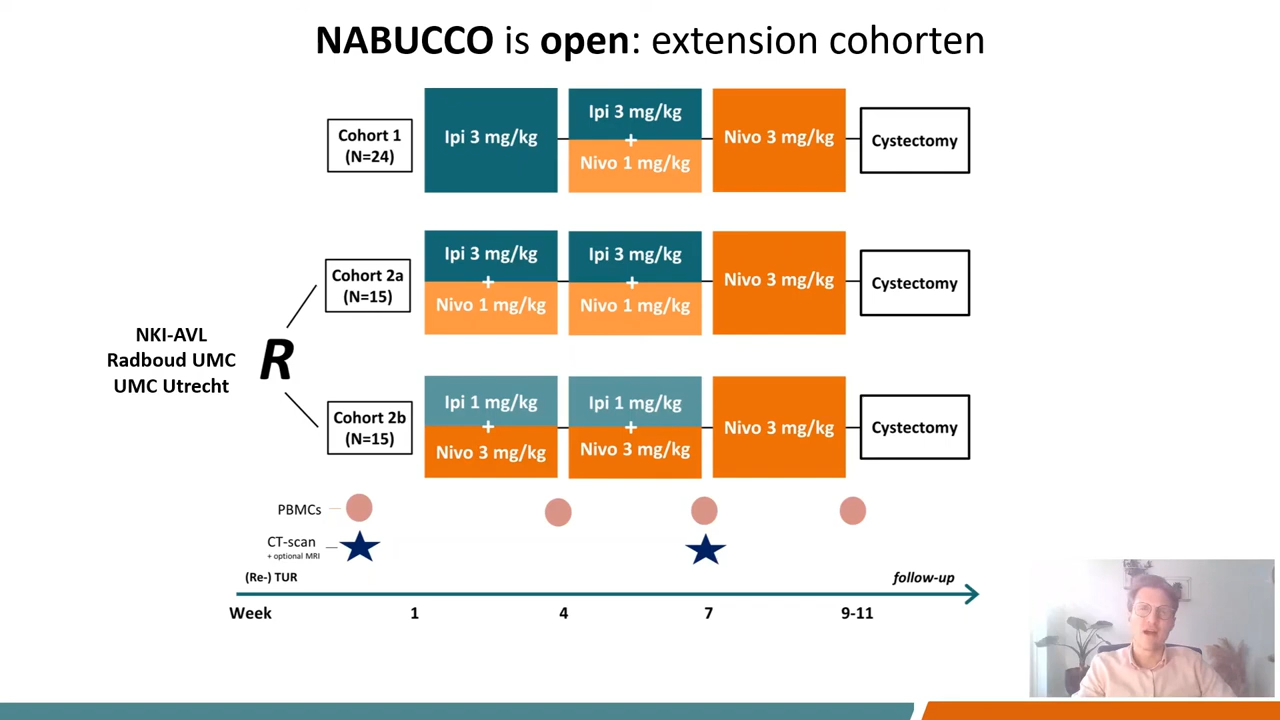 NABUCCO is open: extension cohorten
Cohort 1
(N=24)
Ipi 3 mg/kg
Ipi 3 mg/kg
+
Nivo 1 mg/kg
Nivo 3 mg/kg
Cystectomy
NKI-AVL
Radboud UMC
UMC Utrecht
R
Cohort 2a
(N=15)
Ipi 3 mg/kg
+
Nivo 1 mg/kg
Ipi 3 mg/kg
+
Nivo 1 mg/kg
Nivo 3 mg/kg
Cystectomy
Cohort 2b
(N=15)
Ipi 1 mg/kg
+
Nivo 3 mg/kg
Ipi 1 mg/kg
+
Nivo 3 mg/kg
Nivo 3 mg/kg
Cystectomy
PBMCs
CT-scan
+ optional MRI
(Re-) TUR
follow-up
Week 1 4 7 9-11